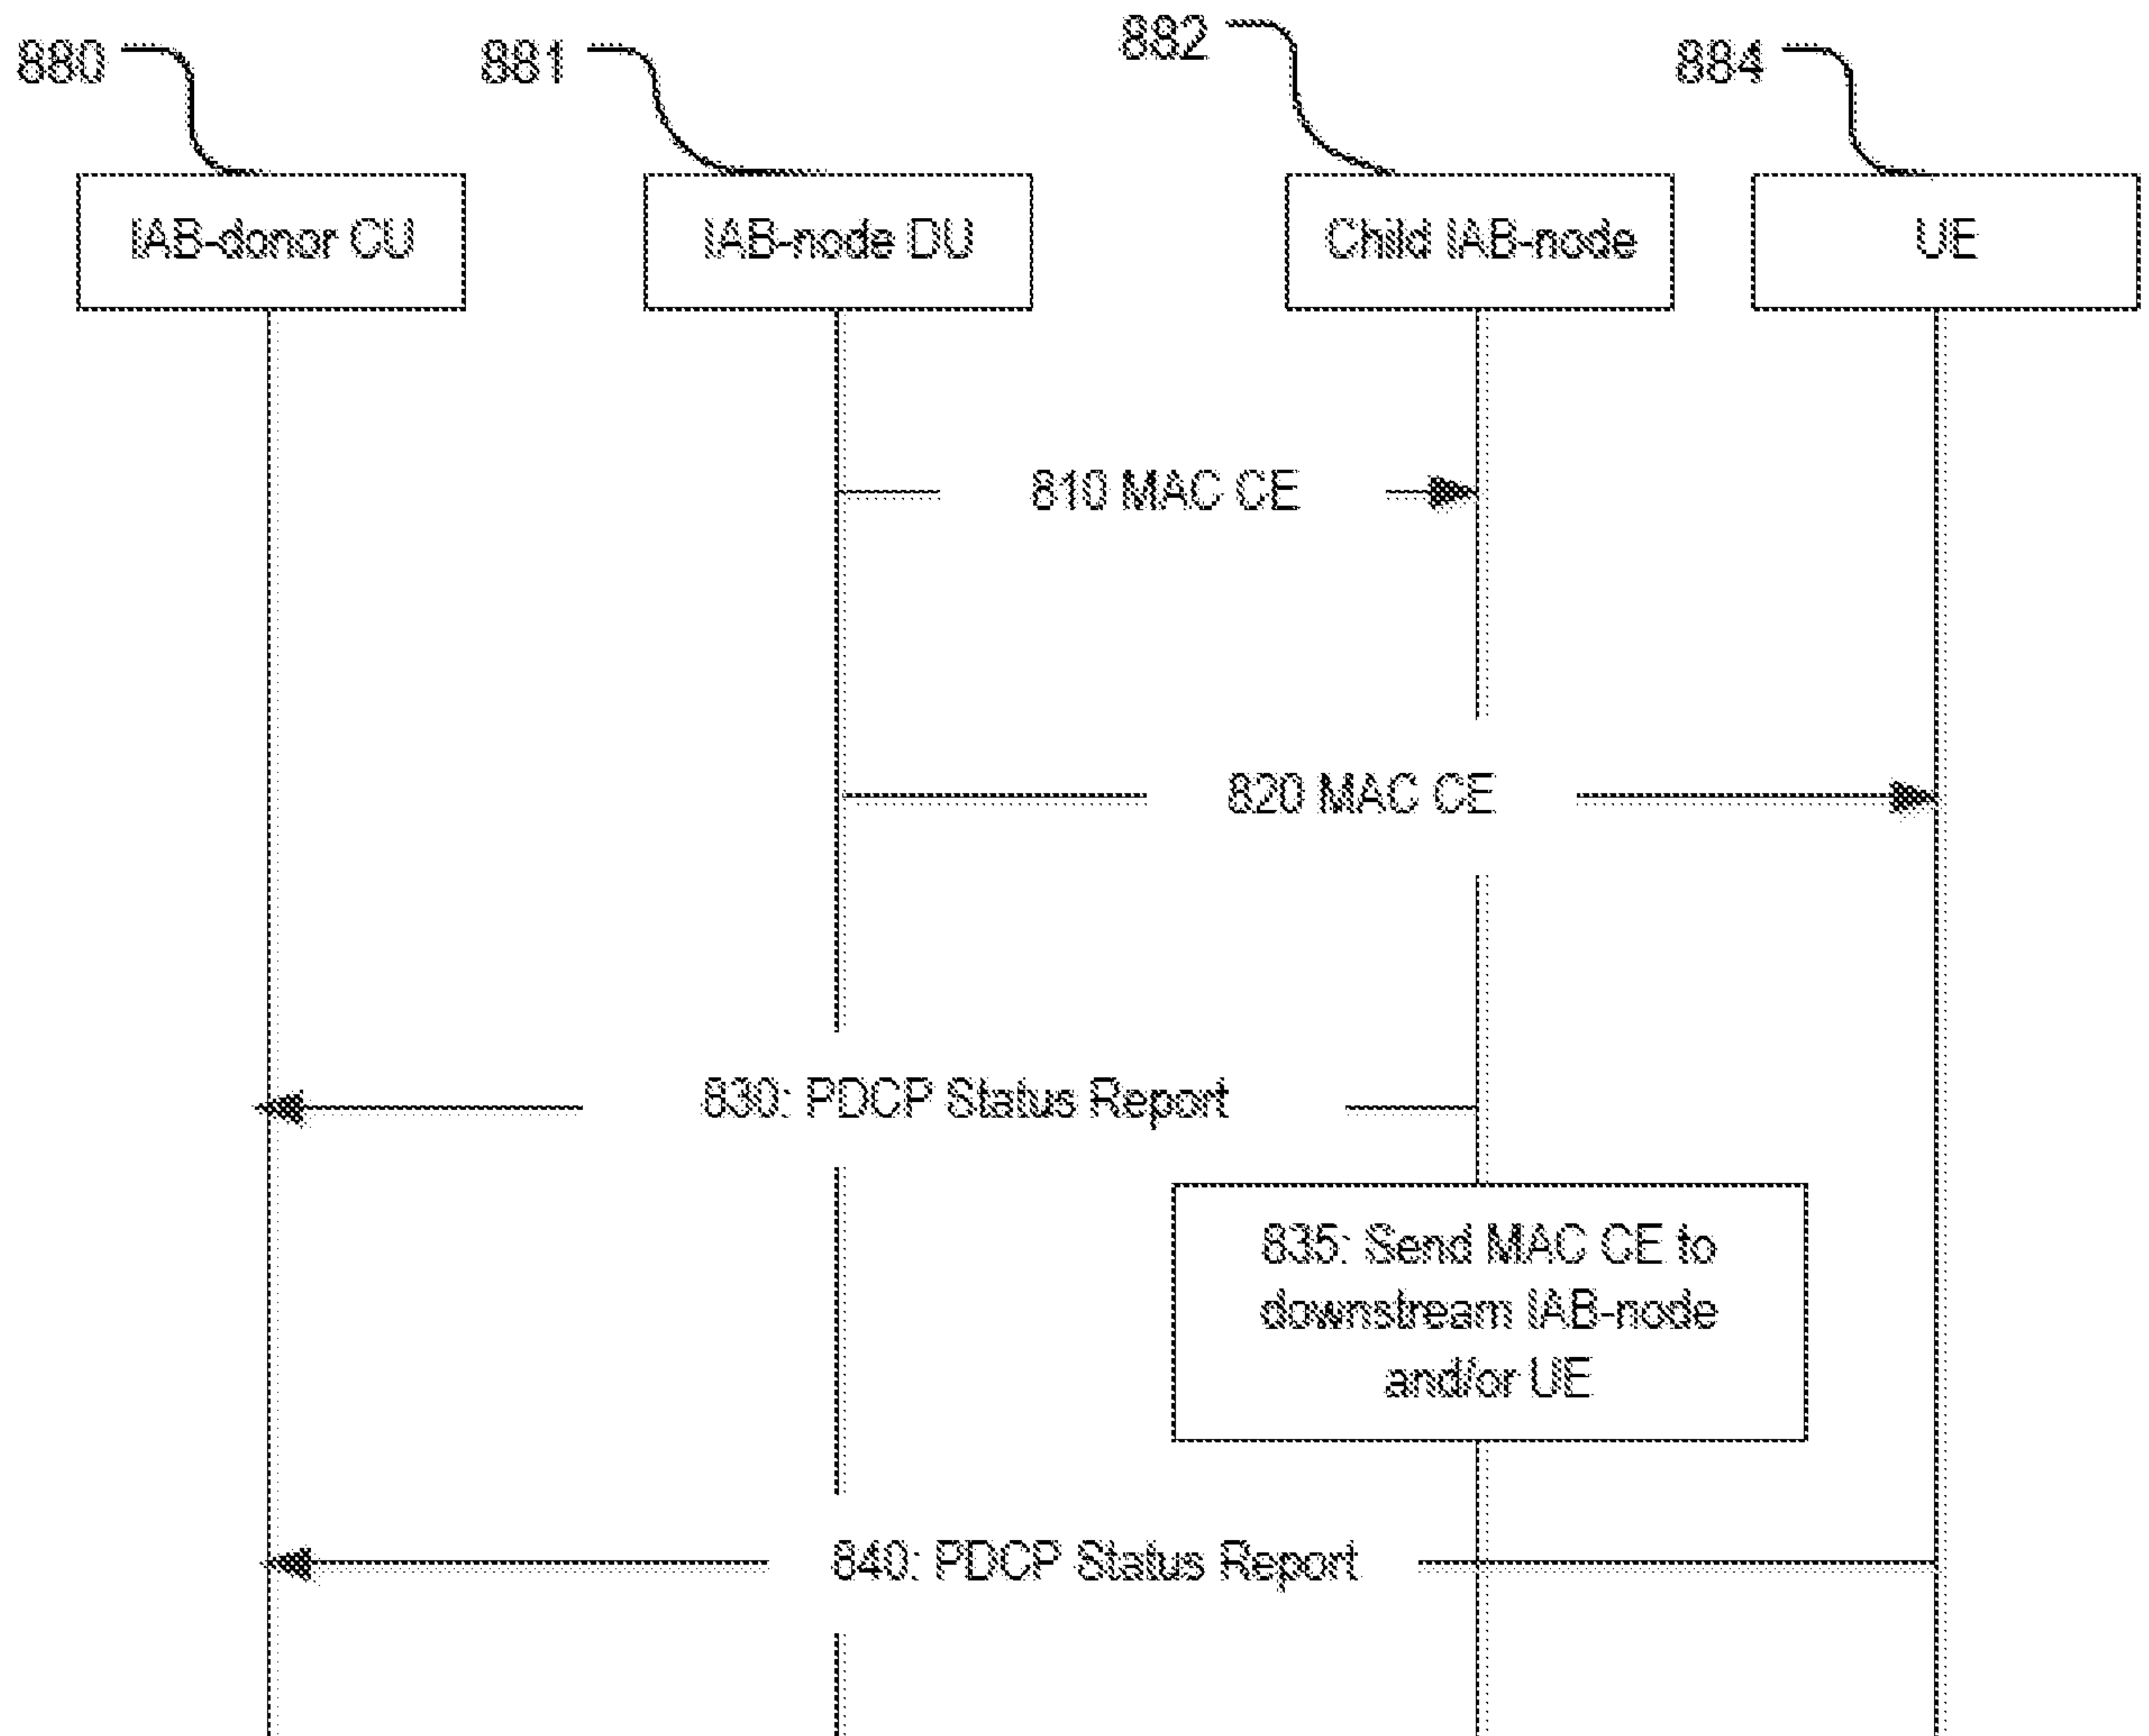 880
881
882
884
IAB-donor CU
IAB-node DU
Child IAB-node
UE
810 MAC CE
820 MAC CE
830: PDCP Status Report
835: Send MAC CE to
downstream IAB-node
and/or UE
840: PDCP Status Report